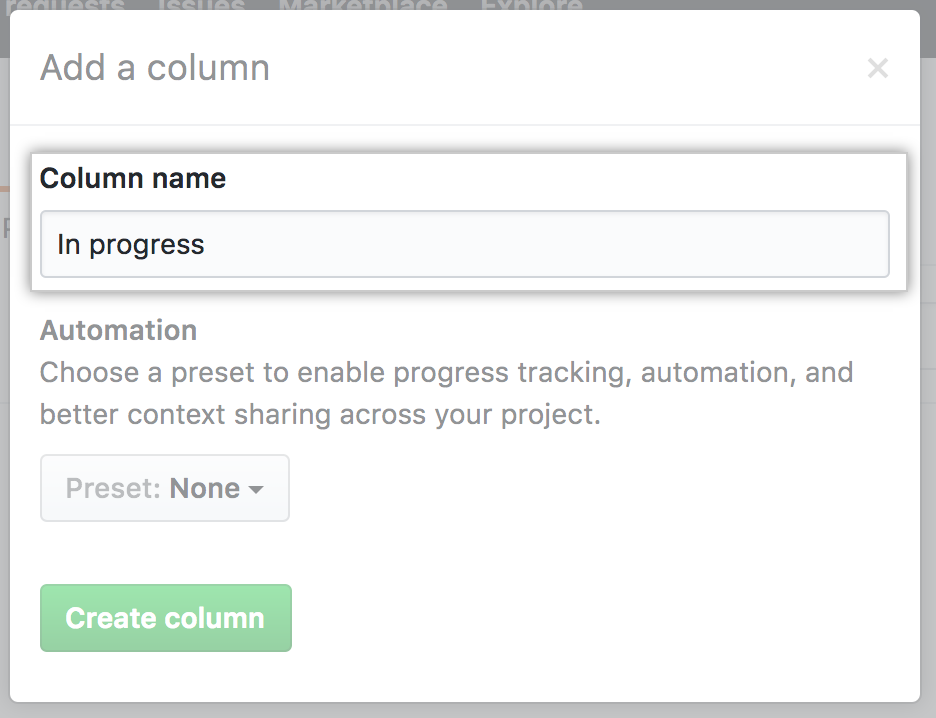 requests Issues Marketplace Explore
Add a column
Column name
In progress
Automation
Choose a preset to enable progress tracking, automation, and
better context sharing across your project.
Preset: None
Create column